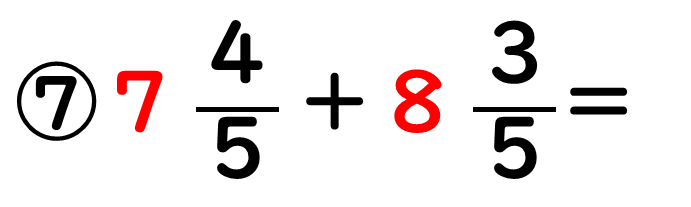 ⑦ 7 4/5 + 8 3/5 =